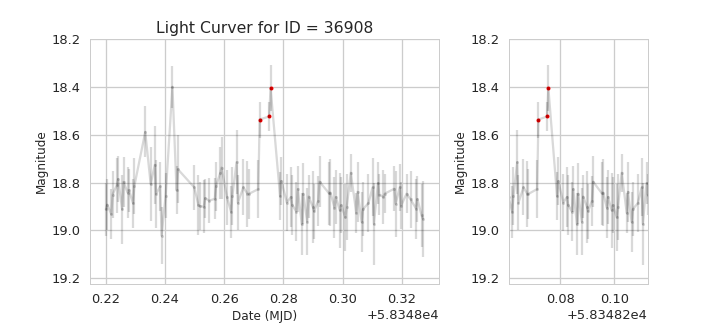 Light Curver for ID = 36908
18.2
18.4
18.6
18.8
19.0
19.2
Magnitude
0.22 0.24 0.26 0.28 0.30 0.32
Date (MJD)
+5.8348e4
18.2
18.4
18.6
18.8
19.0
19.2
Magnitude
0.08 0.10
+5.83482e4